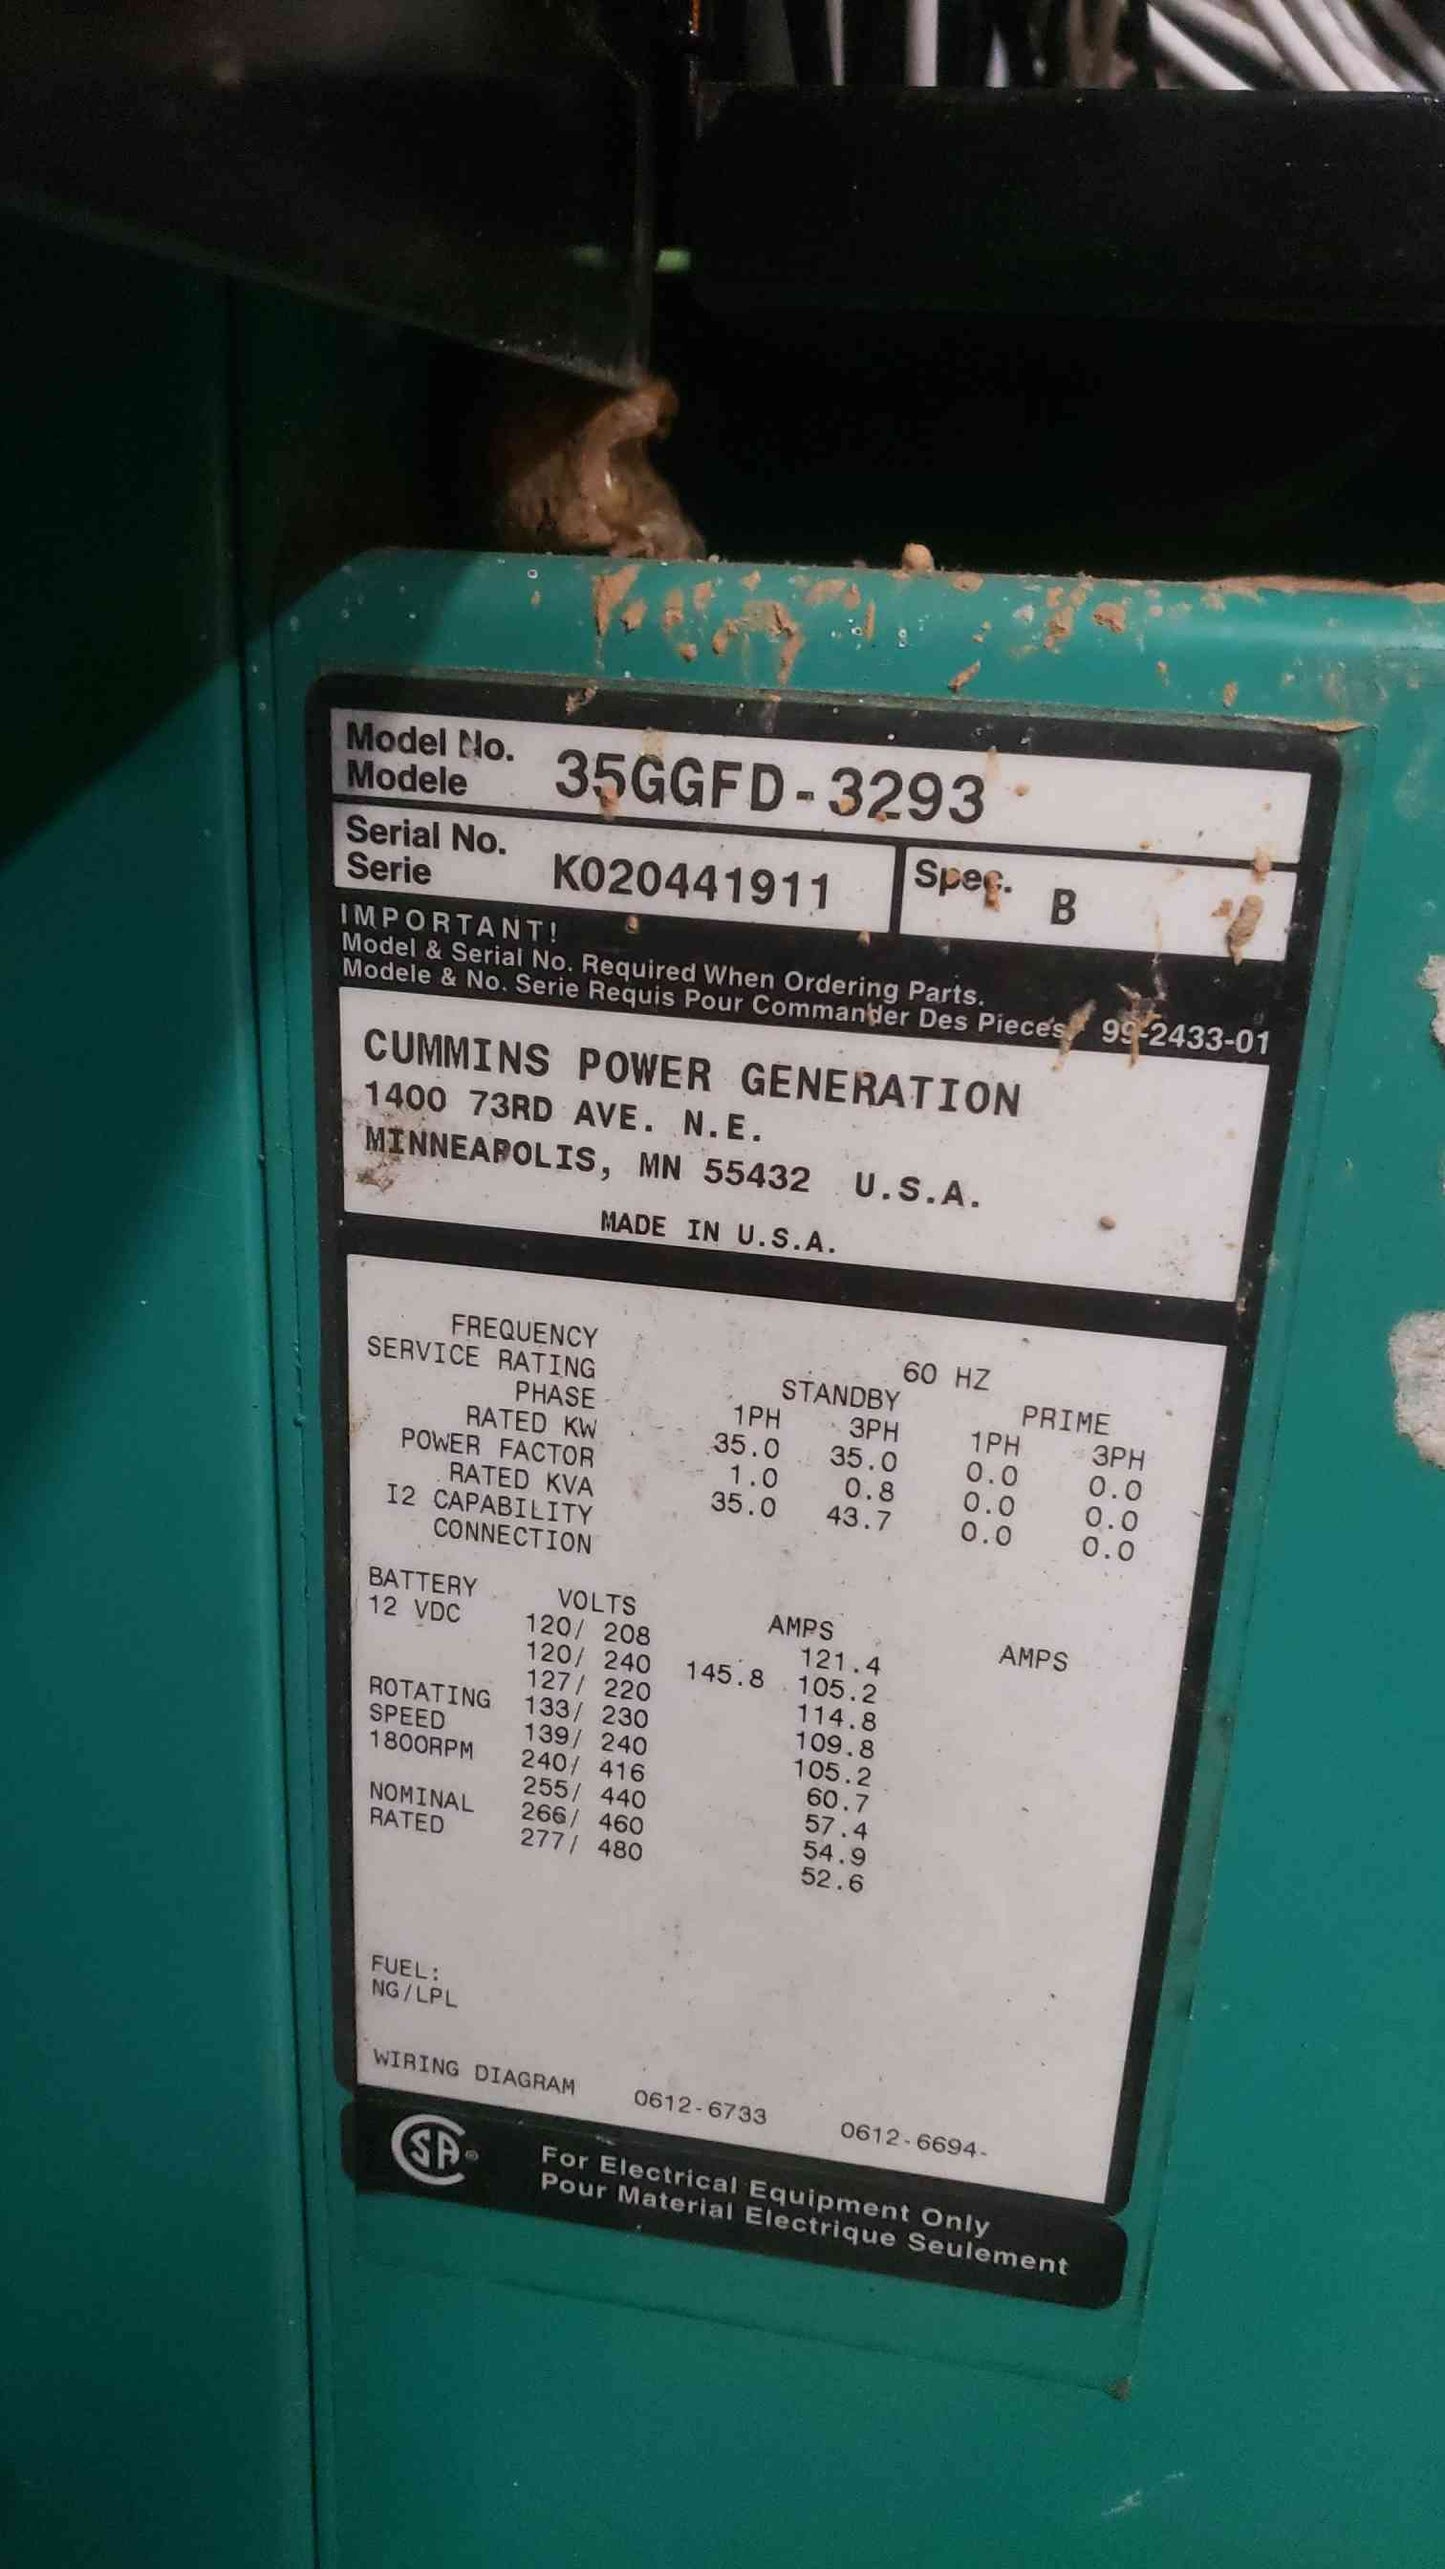 Model No. 35GGFD-3293
Modele
Serial No. K020441911 Spec. B
Serie
IMPORTANT!
Model & Serial No. Required When Ordering Parts.
Modele & No. Serie Requis Pour Commander Des Pieces 99-2433-01
CUMMINS POWER GENERATION
1400 73RD AVE. N.E.
MINNEAPOLIS, MN 55432 U.S.A.
MADE IN U.S.A.
FREQUENCY 60 HZ
SERVICE RATING STANDBY PRIME
PHASE 1PH 3PH 1PH 3PH
RATED KW 35.0 35.0 0.0 0.0
POWER FACTOR 1.0 0.8 0.0 0.0
RATED KVA 35.0 43.7 0.0 0.0
I2 CAPABILITY
CONNECTION
BATTERY VOLTS AMPS AMPS
12 VDC 120/ 208 121.4
120/ 240 145.8 105.2
127/ 220 114.8
ROTATING 133/ 230 109.8
SPEED 139/ 240 105.2
1800RPM 240/ 416 60.7
255/ 440 57.4
NOMINAL 266/ 460 54.9
RATED 277/ 480 52.6
FUEL:
NG/LPL
WIRING DIAGRAM 0612-6733 0612-6694-
SA®
For Electrical Equipment Only
Pour Material Electrique Seulement